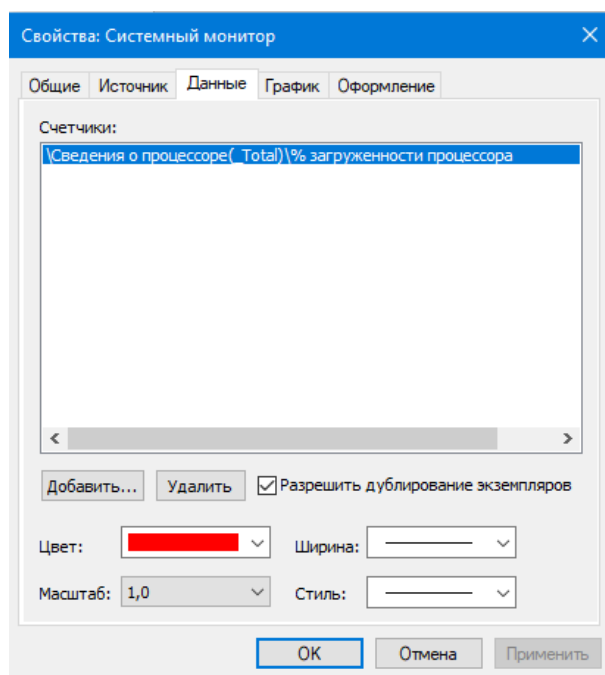 Свойства: Системный монитор
Общие Источник Данные График Оформление
Счетчики:
\Сведения о процессоре(_Total)\% загруженности процессора
Добавить... Удалить Разрешить дублирование экземпляров
Цвет: Ширина:
Масштаб: 1,0 Стиль:
OK Отмена Применить